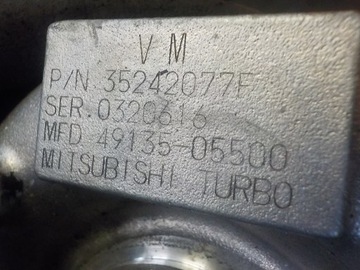 V M
P/N 35242077F
SER.0320616
MFD 49135-05500
MITSUBISHI TURBO